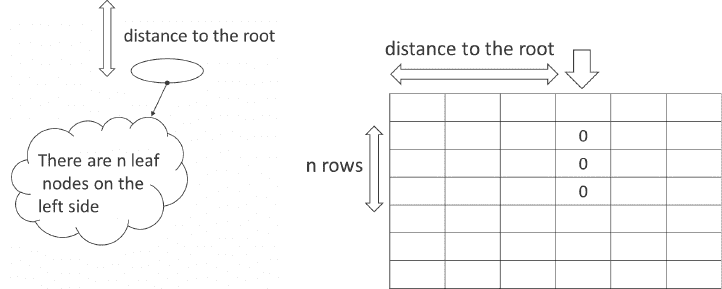 distance to the root
There are n leaf
nodes on the
left side
distance to the root
n rows
0
0
0